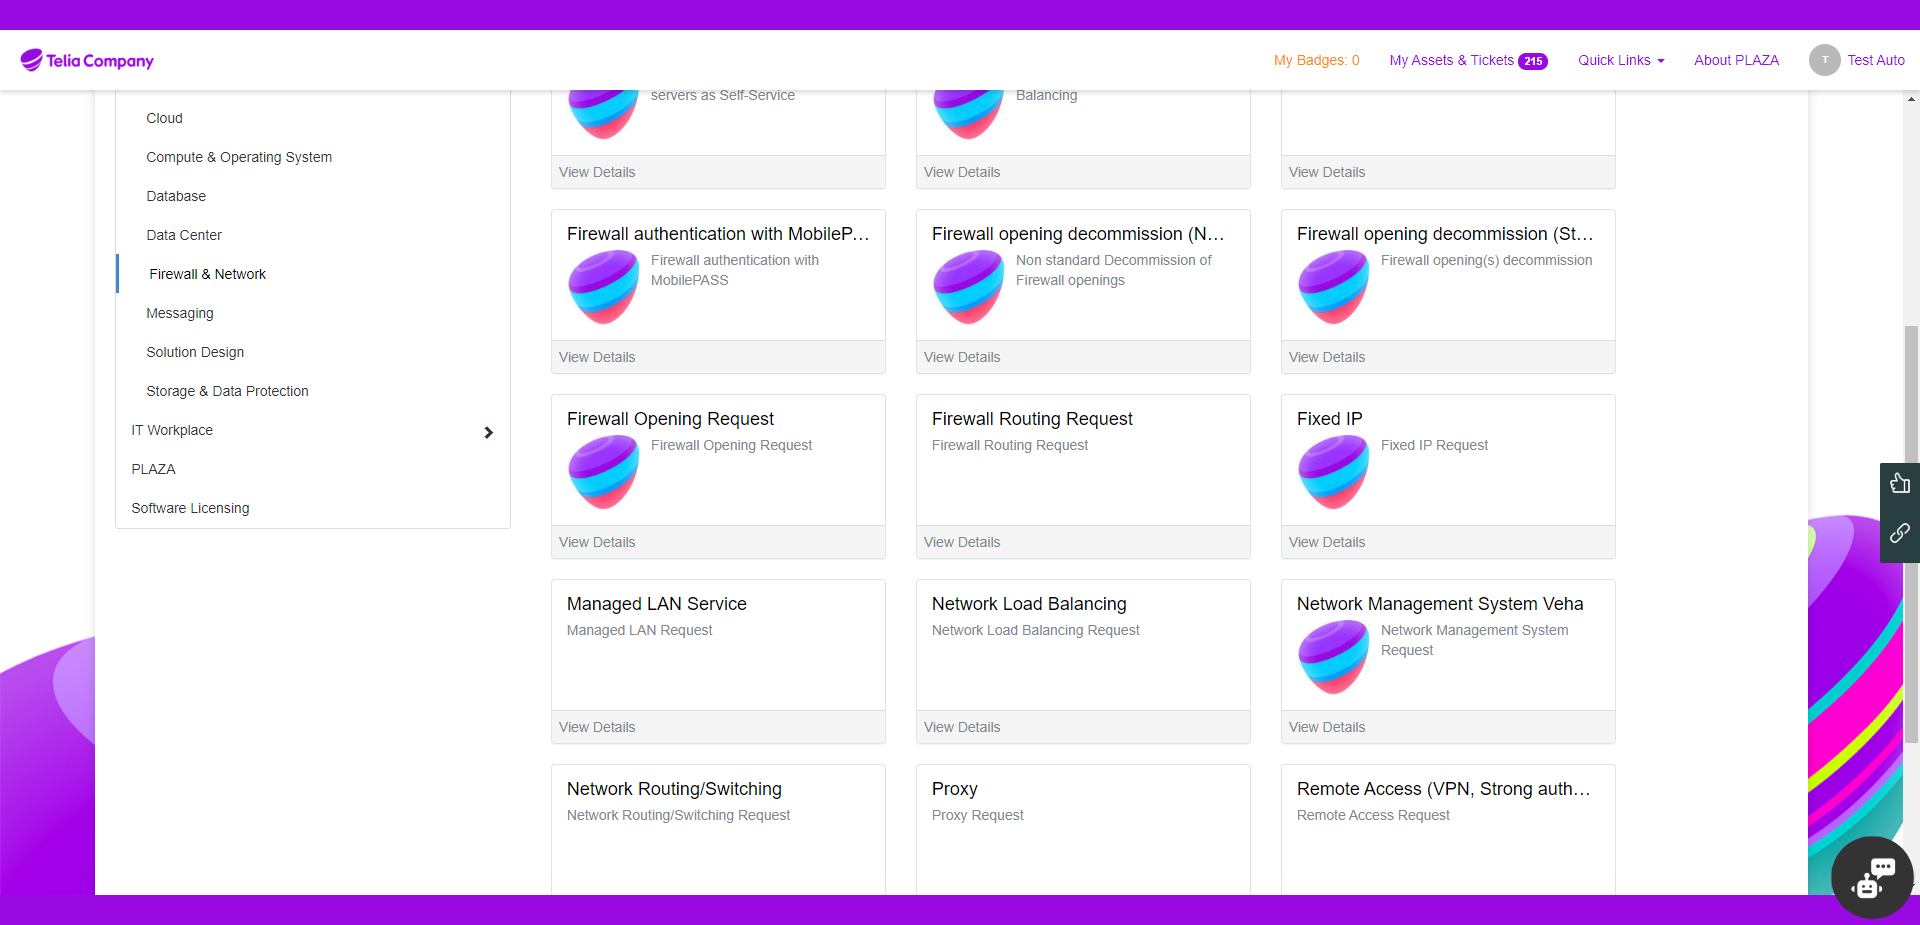 Telia Company
My Badges: 0
My Assets & Tickets 215
Quick Links
About PLAZA
T
Test Auto
Cloud
Compute & Operating System
Database
Data Center
Firewall & Network
Messaging
Solution Design
Storage & Data Protection
IT Workplace
PLAZA
Software Licensing
servers as Self-Service
View Details
Balancing
View Details
View Details
Firewall authentication with MobileP...
Firewall authentication with
MobilePASS
View Details
Firewall opening decommission (N...
Non standard Decommission of
Firewall openings
View Details
Firewall opening decommission (St...
Firewall opening(s) decommission
View Details
Firewall Opening Request
Firewall Opening Request
View Details
Firewall Routing Request
Firewall Routing Request
View Details
Fixed IP
Fixed IP Request
View Details
Managed LAN Service
Managed LAN Request
View Details
Network Load Balancing
Network Load Balancing Request
View Details
Network Management System Veha
Network Management System
Request
View Details
Network Routing/Switching
Network Routing/Switching Request
Proxy
Proxy Request
Remote Access (VPN, Strong auth...
Remote Access Request